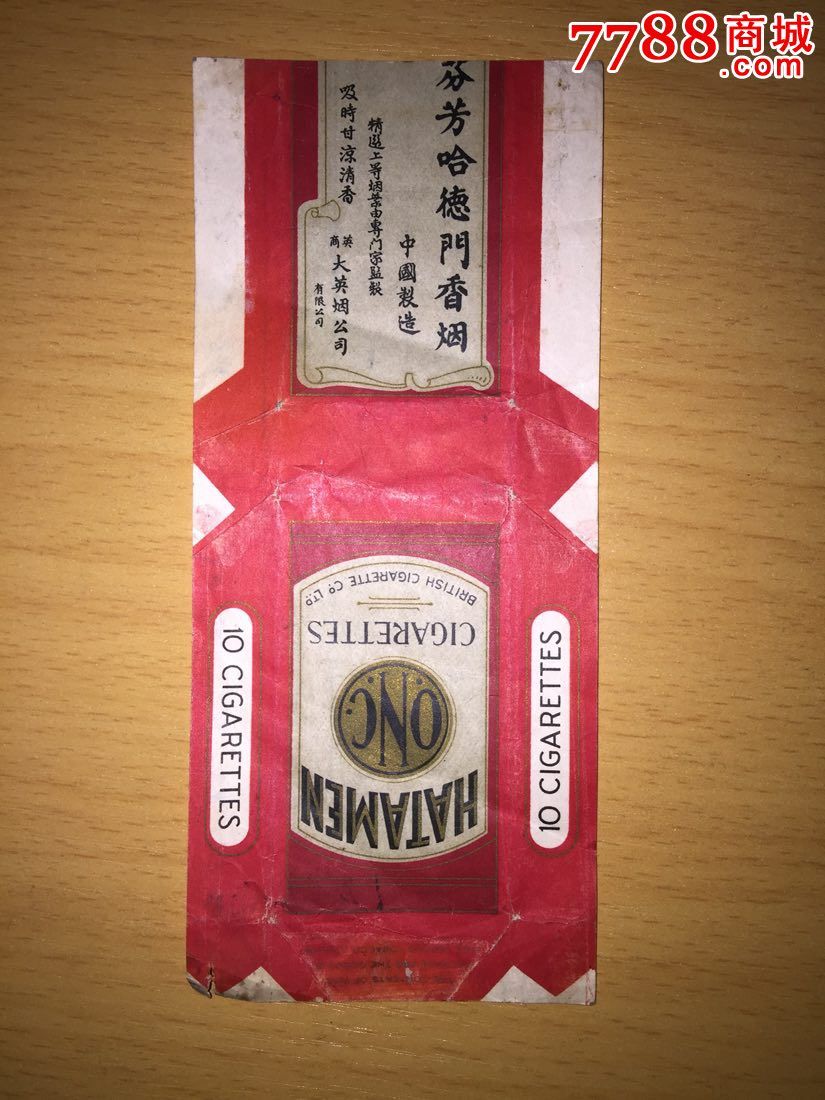 7788商城
.com
芬芳哈德門香烟
中國製造
精選上等烟葉由專門家監製
吸時甘涼清香
英商
大英烟公司
有限公司
BRITISH CIGARETTE CO. LTD
CIGARETTES
O.N.C.
HATAMEN
10 CIGARETTES
10 CIGARETTES